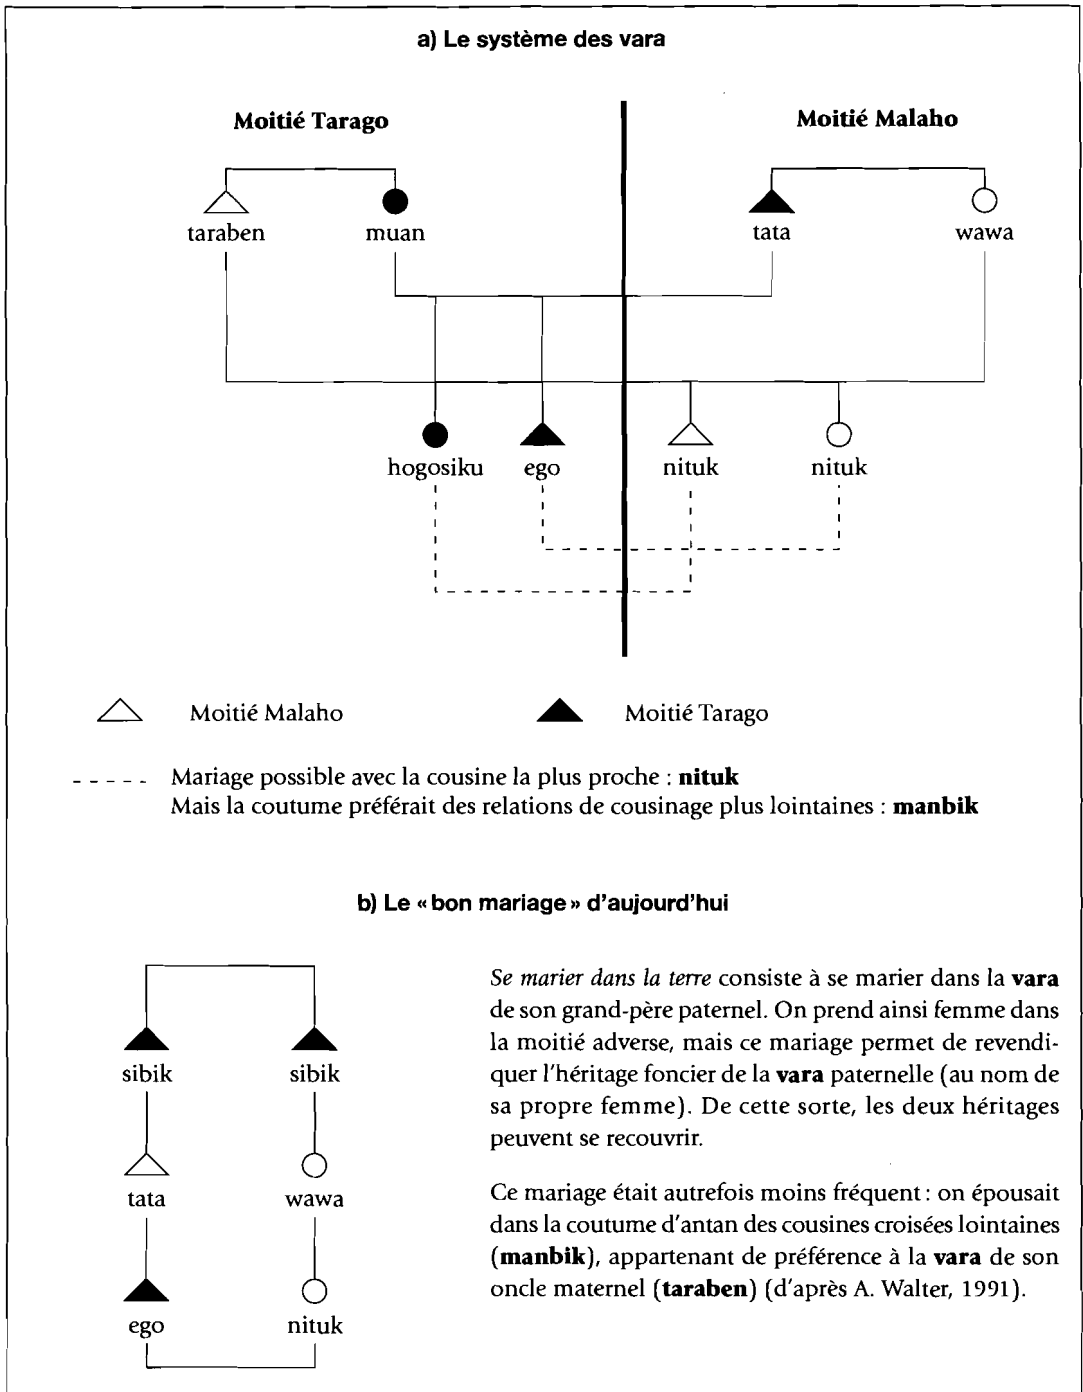 a) Le système des vara
Moitié Tarago
Moitié Malaho
taraben
muan
tata
wawa
hogosiku
ego
nituk
nituk
Moitié Malaho
Moitié Tarago
Mariage possible avec la cousine la plus proche : nituk
Mais la coutume préférait des relations de cousinage plus lointaines : manbik
b) Le « bon mariage » d'aujourd'hui
sibik
sibik
tata
wawa
ego
nituk
Se marier dans la terre consiste à se marier dans la vara
de son grand-père paternel. On prend ainsi femme dans
la moitié adverse, mais ce mariage permet de revendi-
quer l'héritage foncier de la vara paternelle (au nom de
sa propre femme). De cette sorte, les deux héritages
peuvent se recouvrir.
Ce mariage était autrefois moins fréquent : on épousait
dans la coutume d'antan des cousines croisées lointaines
(manbik), appartenant de préférence à la vara de son
oncle maternel (taraben) (d'après A. Walter, 1991).